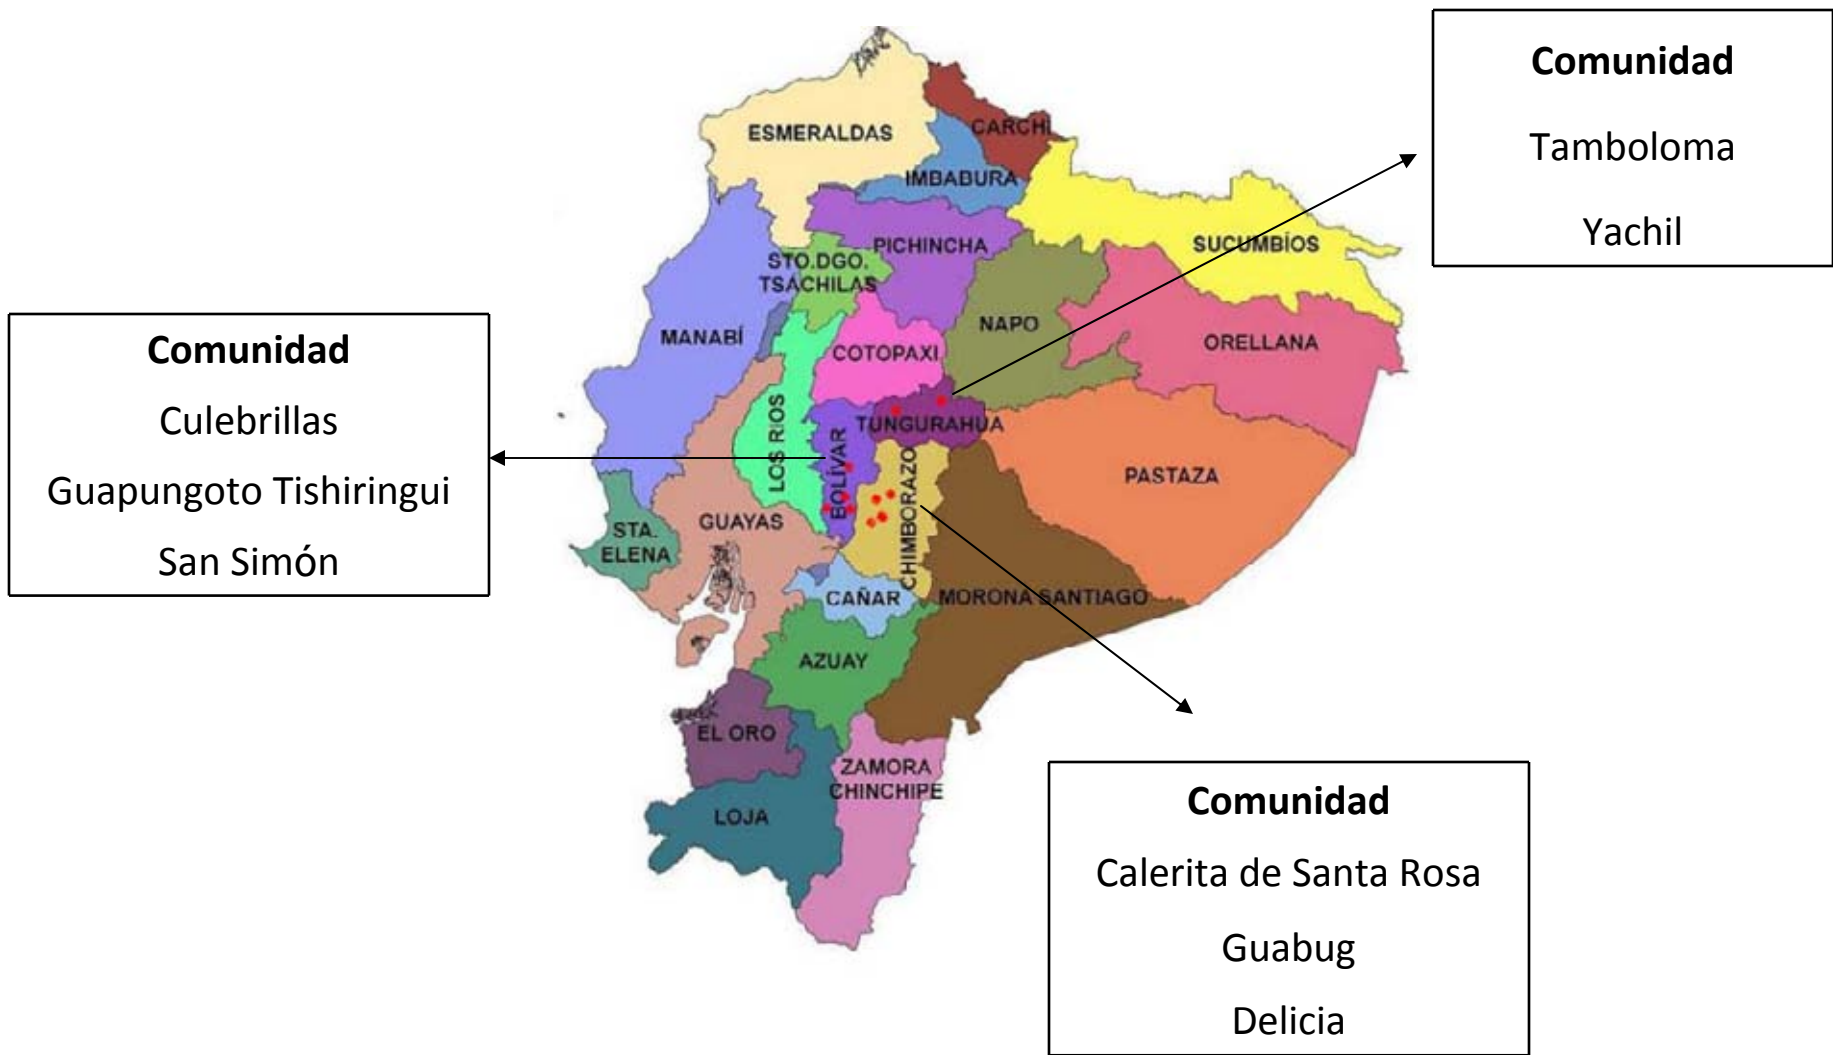 Comunidad
Tamboloma
Yachil
ESMERALDAS
CARCHI
IMBABURA
PICHINCHA
SUCUMBÍOS
STO.DGO.
TSÁCHILAS
MANABÍ
NAPO
COTOPAXI
ORELLANA
Comunidad
Culebrillas
Guapungoto Tishiringui
San Simón
LOS RIOS
BOLÍVAR
TUNGURAHUA
CHIMBORAZO
PASTAZA
GUAYAS
STA.
ELENA
CAÑAR
MORONA SANTIAGO
AZUAY
EL ORO
ZAMORA
CHINCHIPE
LOJA
Comunidad
Calerita de Santa Rosa
Guabug
Delicia